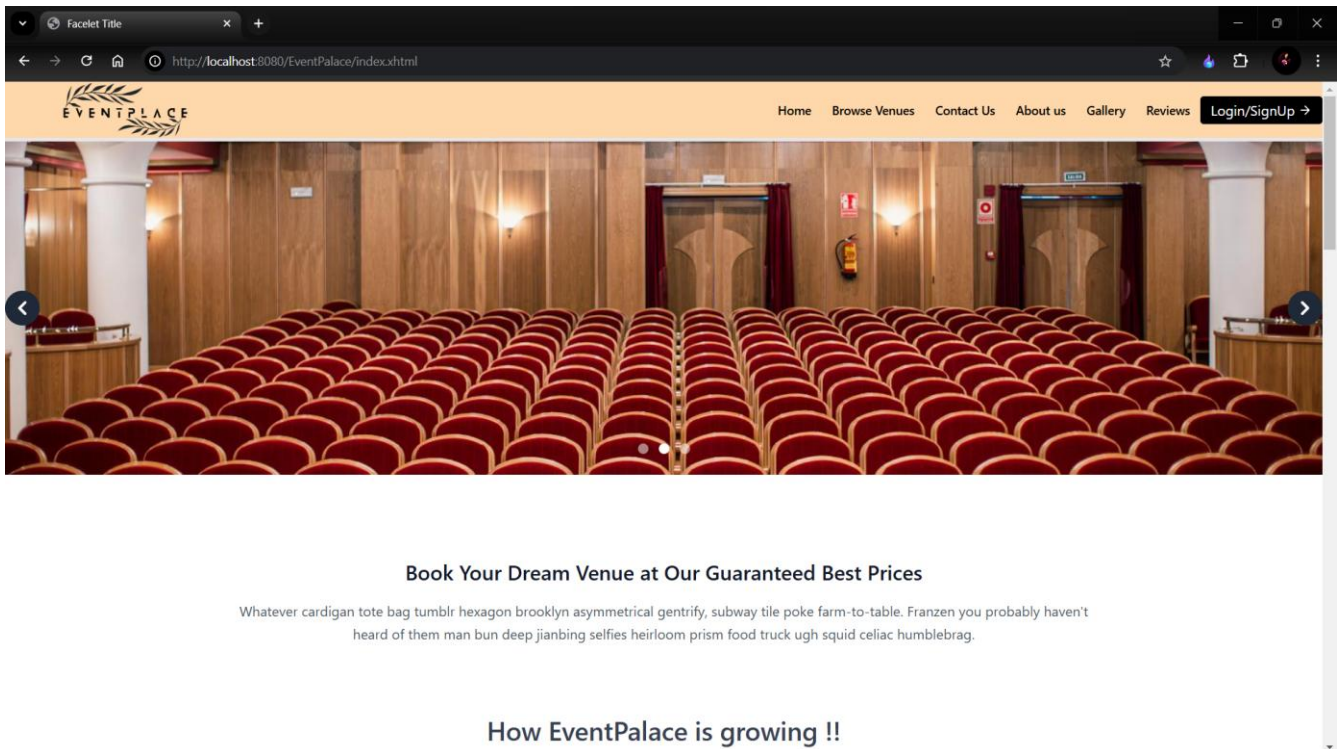 Facelet Title
http://localhost:8080/EventPalace/index.xhtml
EVENTPLACE
Home Browse Venues Contact Us About us Gallery Reviews Login/SignUp →
Book Your Dream Venue at Our Guaranteed Best Prices
Whatever cardigan tote bag tumblr hexagon brooklyn asymmetrical gentrify, subway tile poke farm-to-table. Franzen you probably haven't
heard of them man bun deep jianbing selfies heirloom prism food truck ugh squid celiac humblebrag.
How EventPalace is growing !!